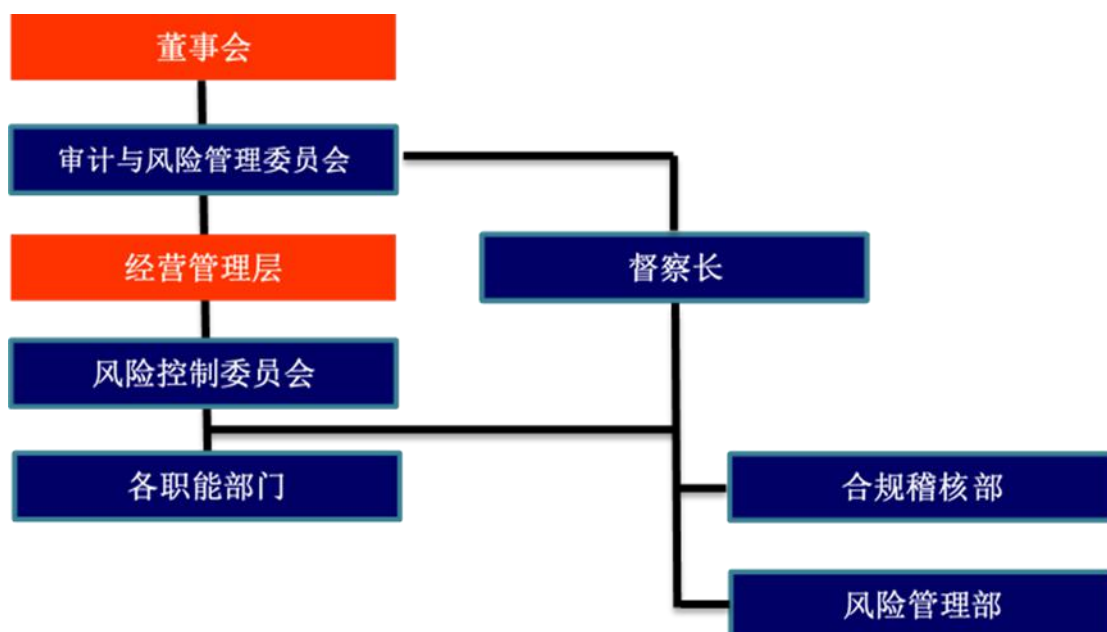 董事会
审计与风险管理委员会
经营管理层
督察长
风险控制委员会
各职能部门
合规稽核部
风险管理部